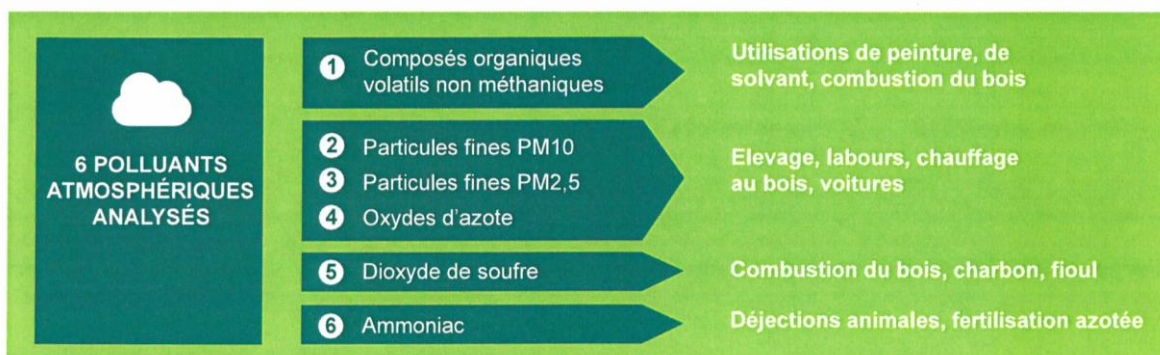 6 POLLUANTS
ATMOSPHÉRIQUES
ANALYSÉS
1 Composés organiques
volatils non méthaniques
Utilisations de peinture, de
solvant, combustion du bois
2 Particules fines PM10
3 Particules fines PM2,5
4 Oxydes d'azote
Elevage, labours, chauffage
au bois, voitures
5 Dioxyde de soufre
Combustion du bois, charbon, fioul
6 Ammoniac
Déjections animales, fertilisation azotée